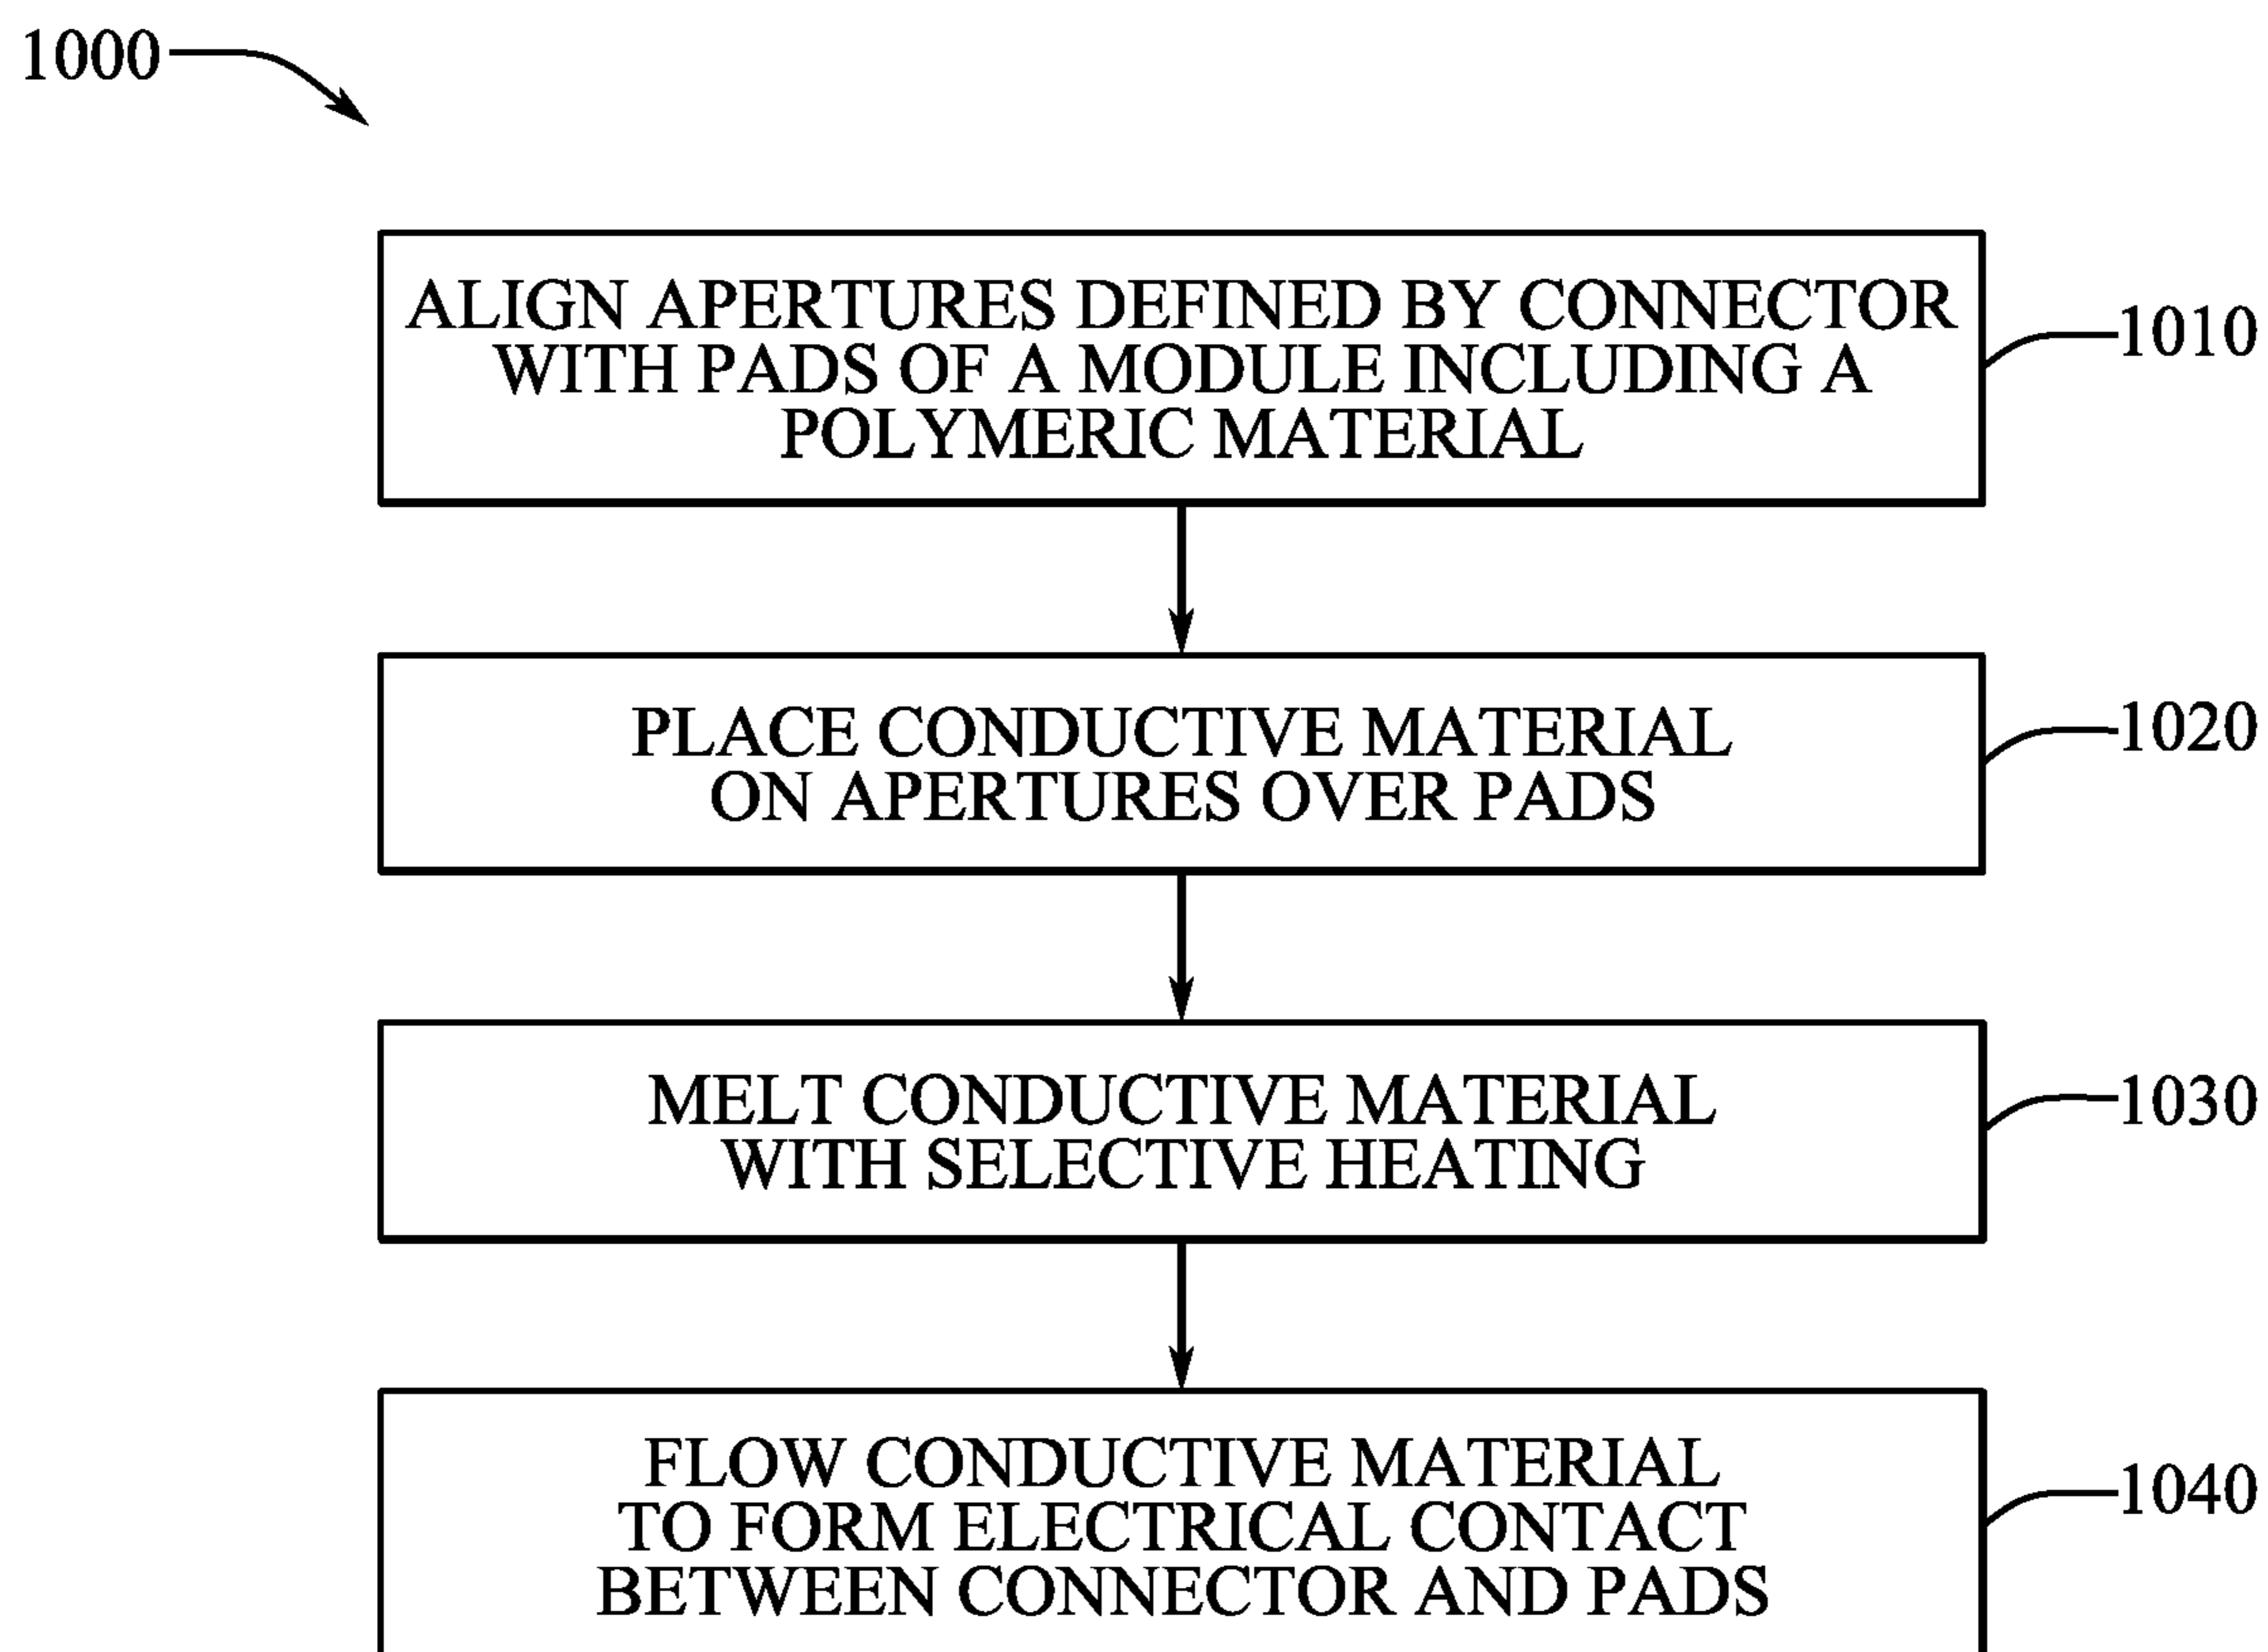 1000
ALIGN APERTURES DEFINED BY CONNECTOR
WITH PADS OF A MODULE INCLUDING A
POLYMERIC MATERIAL
1010
PLACE CONDUCTIVE MATERIAL
ON APERTURES OVER PADS
1020
MELT CONDUCTIVE MATERIAL
WITH SELECTIVE HEATING
1030
FLOW CONDUCTIVE MATERIAL
TO FORM ELECTRICAL CONTACT
BETWEEN CONNECTOR AND PADS
1040